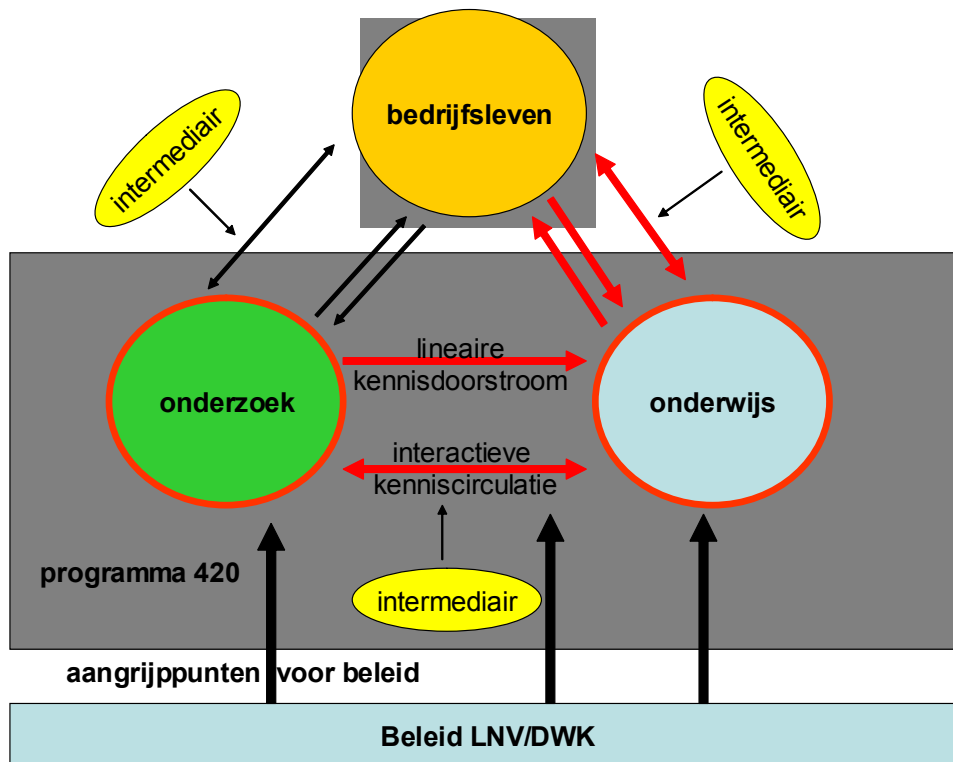 bedrijfsleven
intermediair
intermediair
lineaire
kennisdoorstroom
onderzoek
onderwijs
interactieve
kenniscirculatie
programma 420
intermediair
aangrijppunten voor beleid
Beleid LNV/DWK